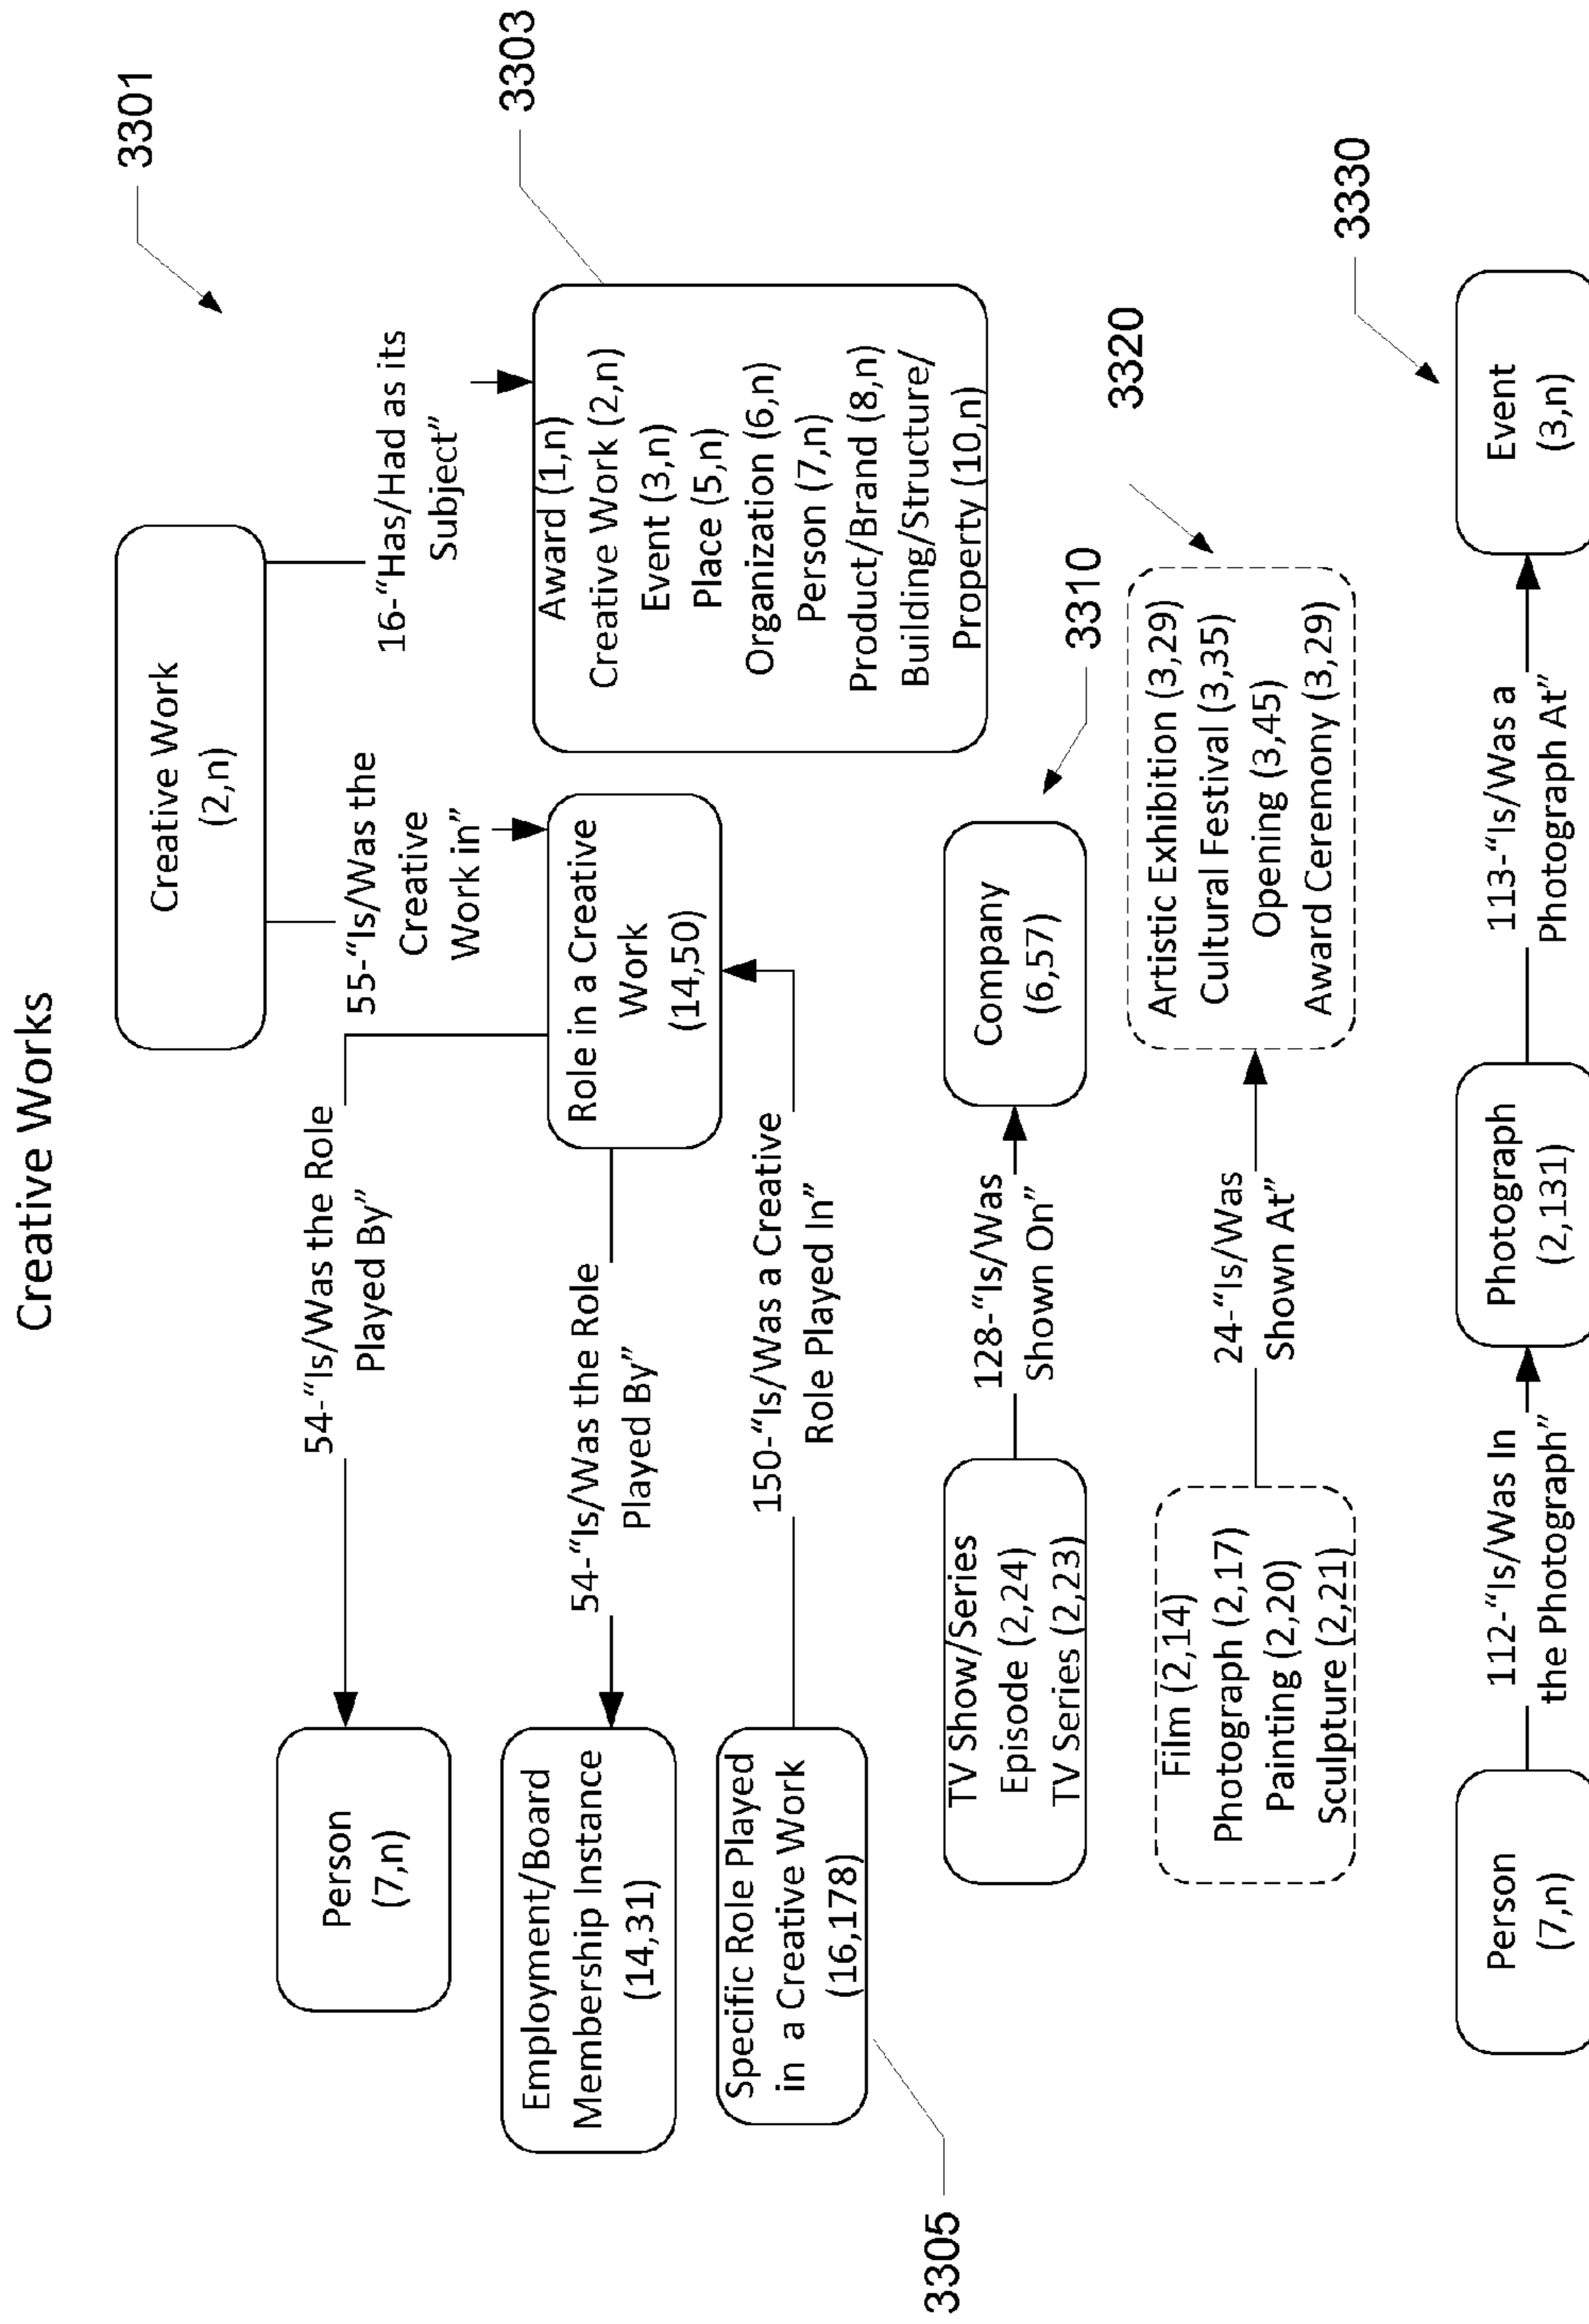 Creative Works
3301
Creative Work
(2,n)
54-“Is/Was the Role
Played By”
55-“Is/Was the
Creative
Work in”
16-“Has/Had as its
Subject”
Person
(7,n)
3303
Employment/Board
Membership Instance
(14,31)
54-“Is/Was the Role
Played By”
Role in a Creative
Work
(14,50)
Award (1,n)
Creative Work (2,n)
Event (3,n)
Place (5,n)
Organization (6,n)
Person (7,n)
Product/Brand (8,n)
Building/Structure/
Property (10,n)
Specific Role Played
in a Creative Work
(16,178)
150-“Is/Was a Creative
Role Played In”
3305
3310
TV Show/Series
Episode (2,24)
TV Series (2,23)
128-“Is/Was
Shown On”
Company
(6,57)
3320
Film (2,14)
Photograph (2,17)
Painting (2,20)
Sculpture (2,21)
24-“Is/Was
Shown At”
Artistic Exhibition (3,29)
Cultural Festival (3,35)
Opening (3,45)
Award Ceremony (3,29)
3330
Person
(7,n)
112-“Is/Was In
the Photograph”
Photograph
(2,131)
113-“Is/Was a
Photograph At”
Event
(3,n)